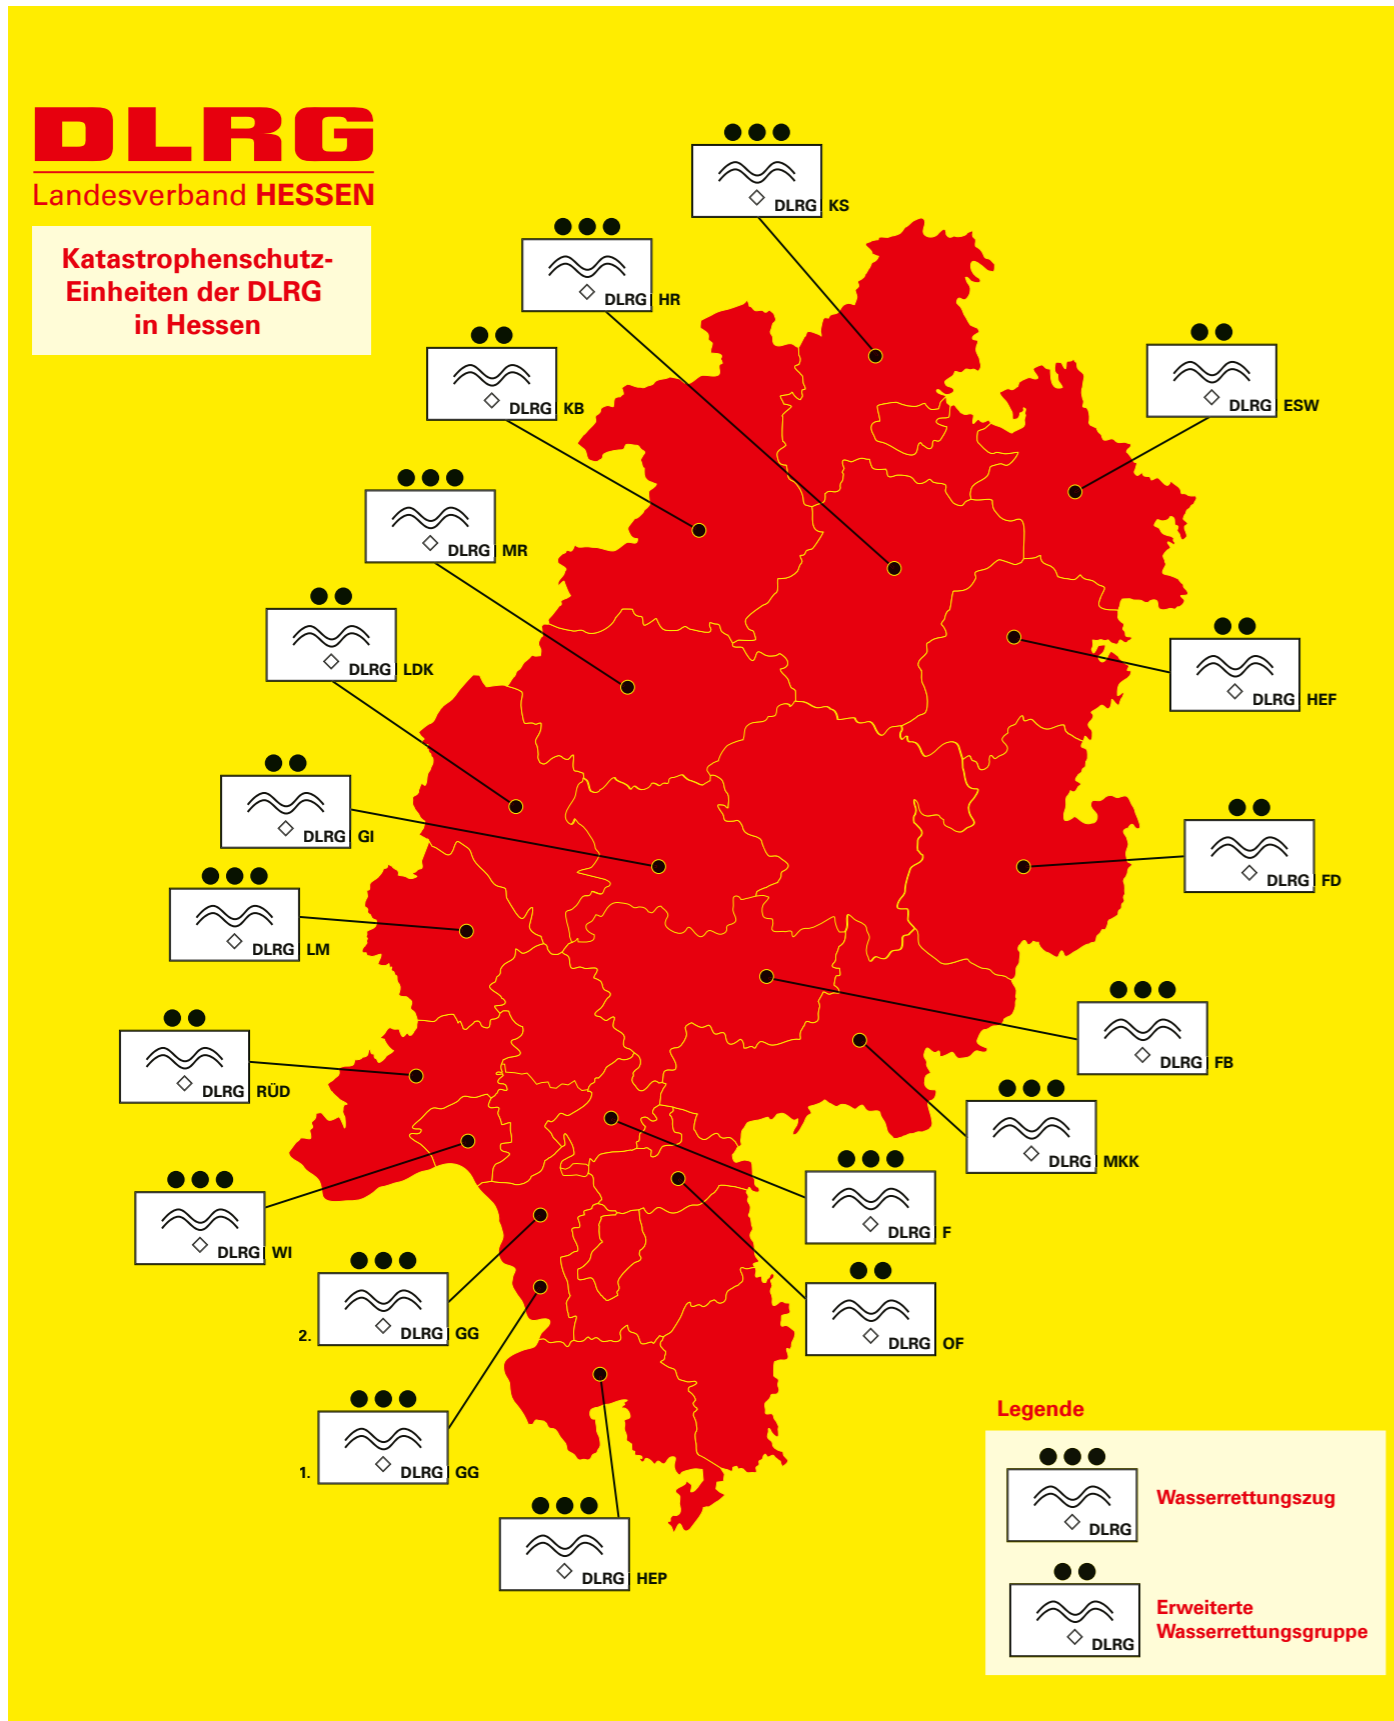 DLRG
Landesverband HESSEN
Katastrophenschutz-
Einheiten der DLRG
in Hessen
DLRG KS
DLRG HR
DLRG KB
DLRG ESW
DLRG MR
DLRG LDK
DLRG HEF
DLRG GI
DLRG FD
DLRG LM
DLRG RÜD
DLRG FB
DLRG MKK
DLRG WI
DLRG F
2. DLRG GG
DLRG OF
1. DLRG GG
DLRG HEP
Legende
DLRG
Wasserrettungszug
DLRG
Erweiterte
Wasserrettungsgruppe